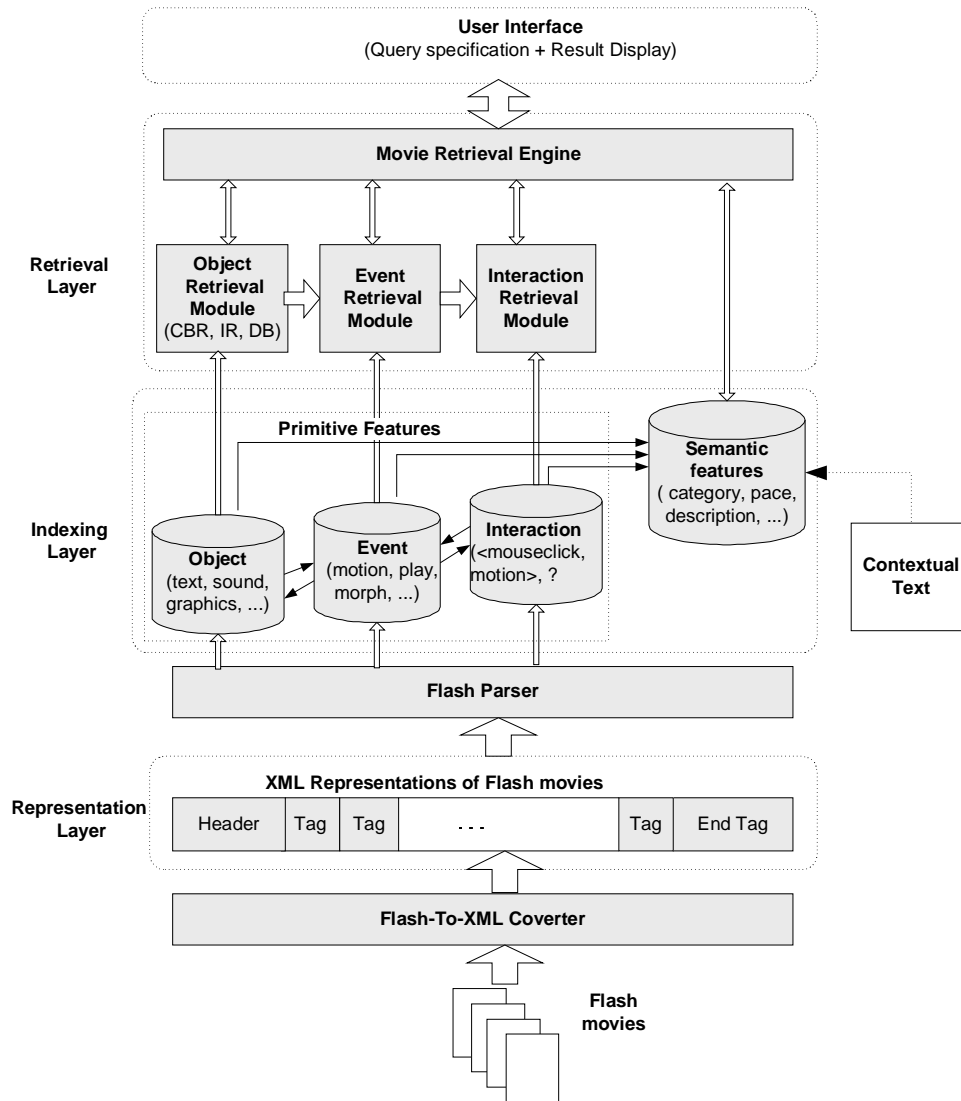 User Interface
(Query specification + Result Display)
Movie Retrieval Engine
Retrieval
Layer
Object
Retrieval
Module
(CBR, IR, DB)
Event
Retrieval
Module
Interaction
Retrieval
Module
Primitive Features
Semantic
features
( category, pace,
description, ...)
Indexing
Layer
Object
(text, sound,
graphics, ...)
Event
(motion, play,
morph, ...)
Interaction
(<mouseclick,
motion>, ?
Contextual
Text
Flash Parser
XML Representations of Flash movies
Representation
Layer
Header
Tag
Tag
. . .
Tag
End Tag
Flash-To-XML Coverter
Flash
movies